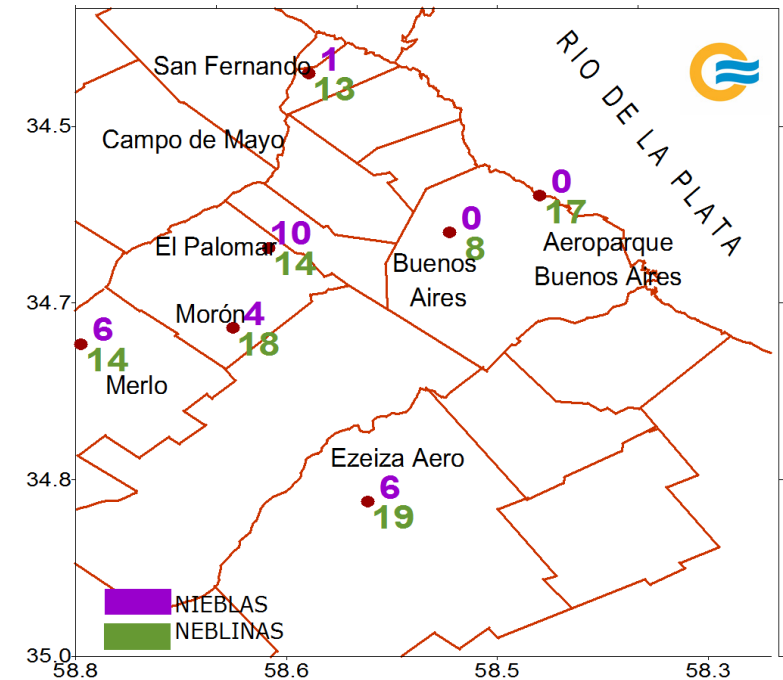 RIO DE LA PLATA
San Fernando
1
13
34.5
Campo de Mayo
0
17
0
8
Aeroparque
Buenos Aires
10
14
El Palomar
Buenos
Aires
34.7
Morón
4
18
6
14
Merlo
Ezeiza Aero
6
19
34.8
NIEBLAS
NEBLINAS
35.0
58.8
58.6
58.5
58.3